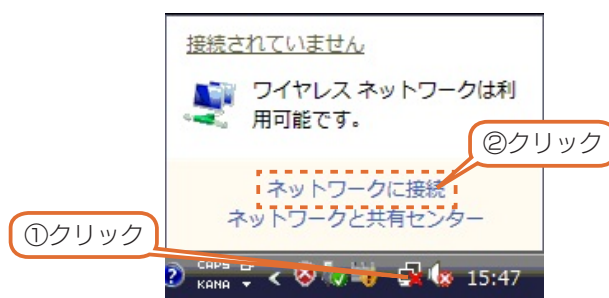 接続されていません
ワイヤレス ネットワークは利
用可能です。
②クリック
ネットワークに接続
ネットワークと共有センター
①クリック
CAPS
KANA
15:47